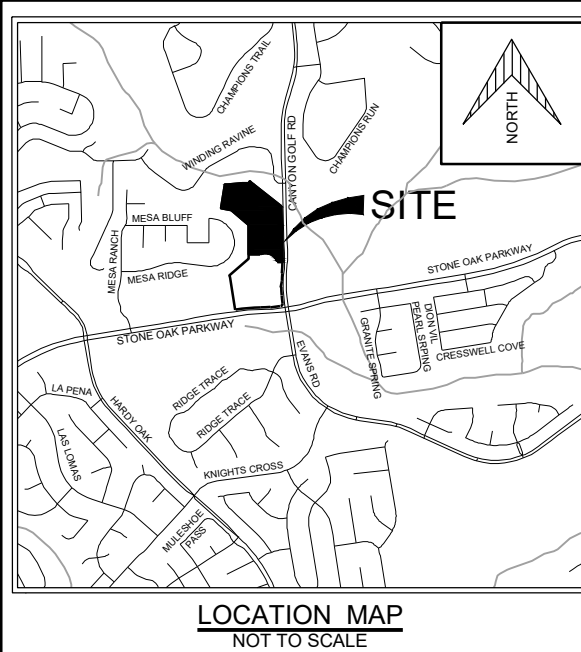 CHAMPIONS TRAIL
CANYON GOLF RD
CHAMPIONS RUN
NORTH
WINDING RAVINE
SITE
MESA BLUFF
MESA RANCH
MESA RIDGE
STONE OAK PARKWAY
STONE OAK PARKWAY
GRANITE SPRING
PEARL SRPING
DION VIL
CRESSWELL COVE
EVANS RD
LA PENA
HARDY OAK
RIDGE TRACE
RIDGE TRACE
LAS LOMAS
KNIGHTS CROSS
MULESHOE
PASS
LOCATION MAP
NOT TO SCALE